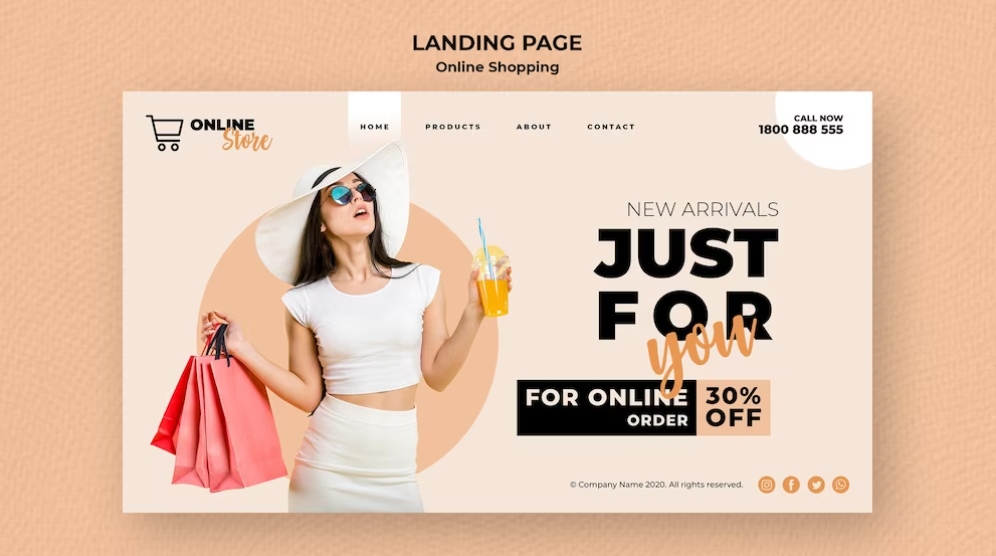 LANDING PAGE
Online Shopping
ONLINE
Store
HOME PRODUCTS ABOUT CONTACT
CALL NOW
1800 888 555
NEW ARRIVALS
JUST
FOR
you
FOR ONLINE
ORDER
30%
OFF
© Company Name 2020. All rights reserved.